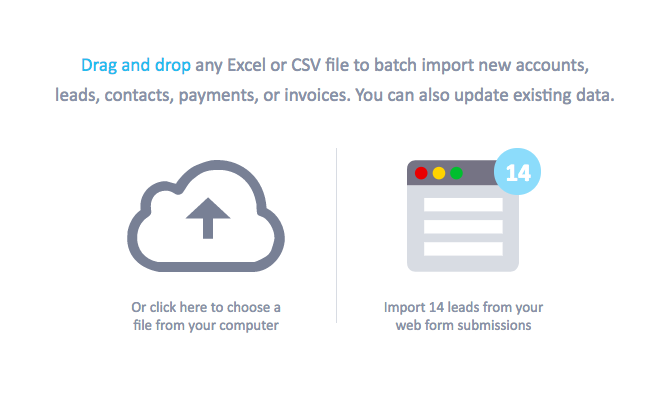 Drag and drop any Excel or CSV file to batch import new accounts,
leads, contacts, payments, or invoices. You can also update existing data.
14
Or click here to choose a
file from your computer
Import 14 leads from your
web form submissions